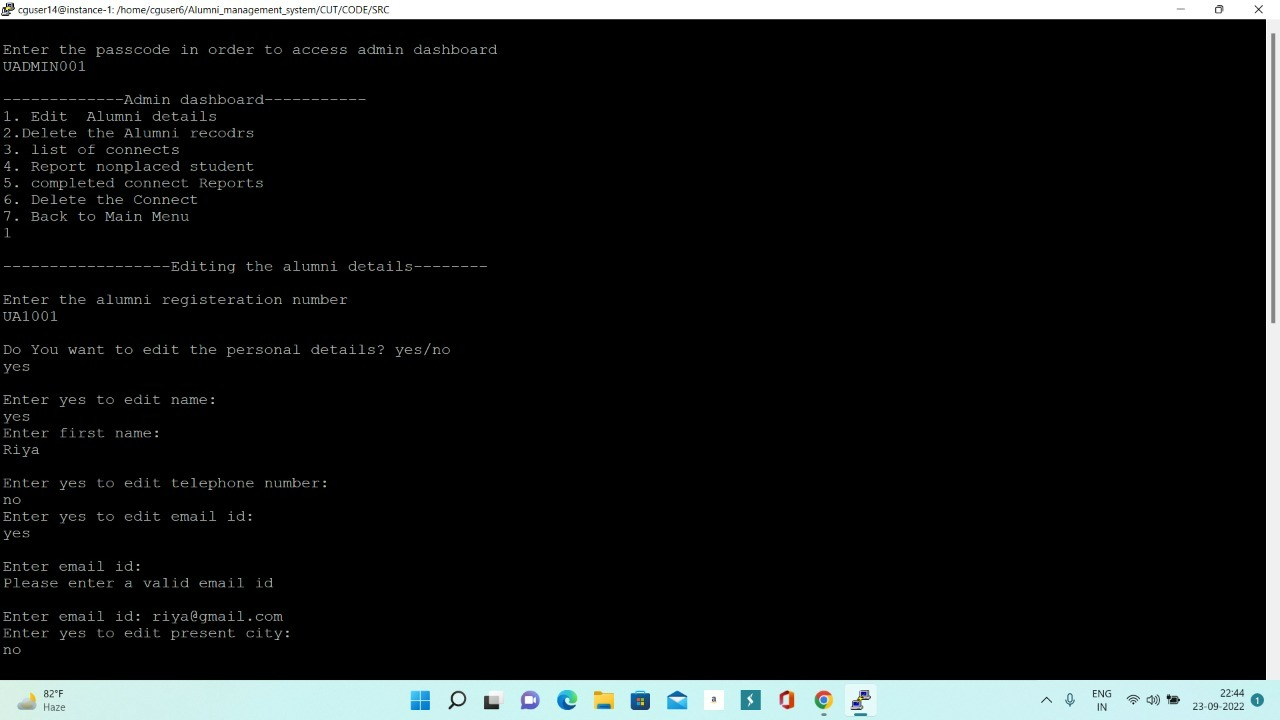 cguser14@instance-1: /home/cguser6/Alumni_management_system/CUT/CODE/SRC
Enter the passcode in order to access admin dashboard
UADMIN001
-------------Admin dashboard-----------
1. Edit  Alumni details
2.Delete the Alumni recodrs
3. list of connects
4. Report nonplaced student
5. completed connect Reports
6. Delete the Connect
7. Back to Main Menu
1
------------------Editing the alumni details--------
Enter the alumni registeration number
UA1001
Do You want to edit the personal details? yes/no
yes
Enter yes to edit name:
yes
Enter first name:
Riya
Enter yes to edit telephone number:
no
Enter yes to edit email id:
yes
Enter email id:
Please enter a valid email id
Enter email id: riya@gmail.com
Enter yes to edit present city:
no
82°F
Haze
a
ENG
IN
22:44
23-09-2022
1